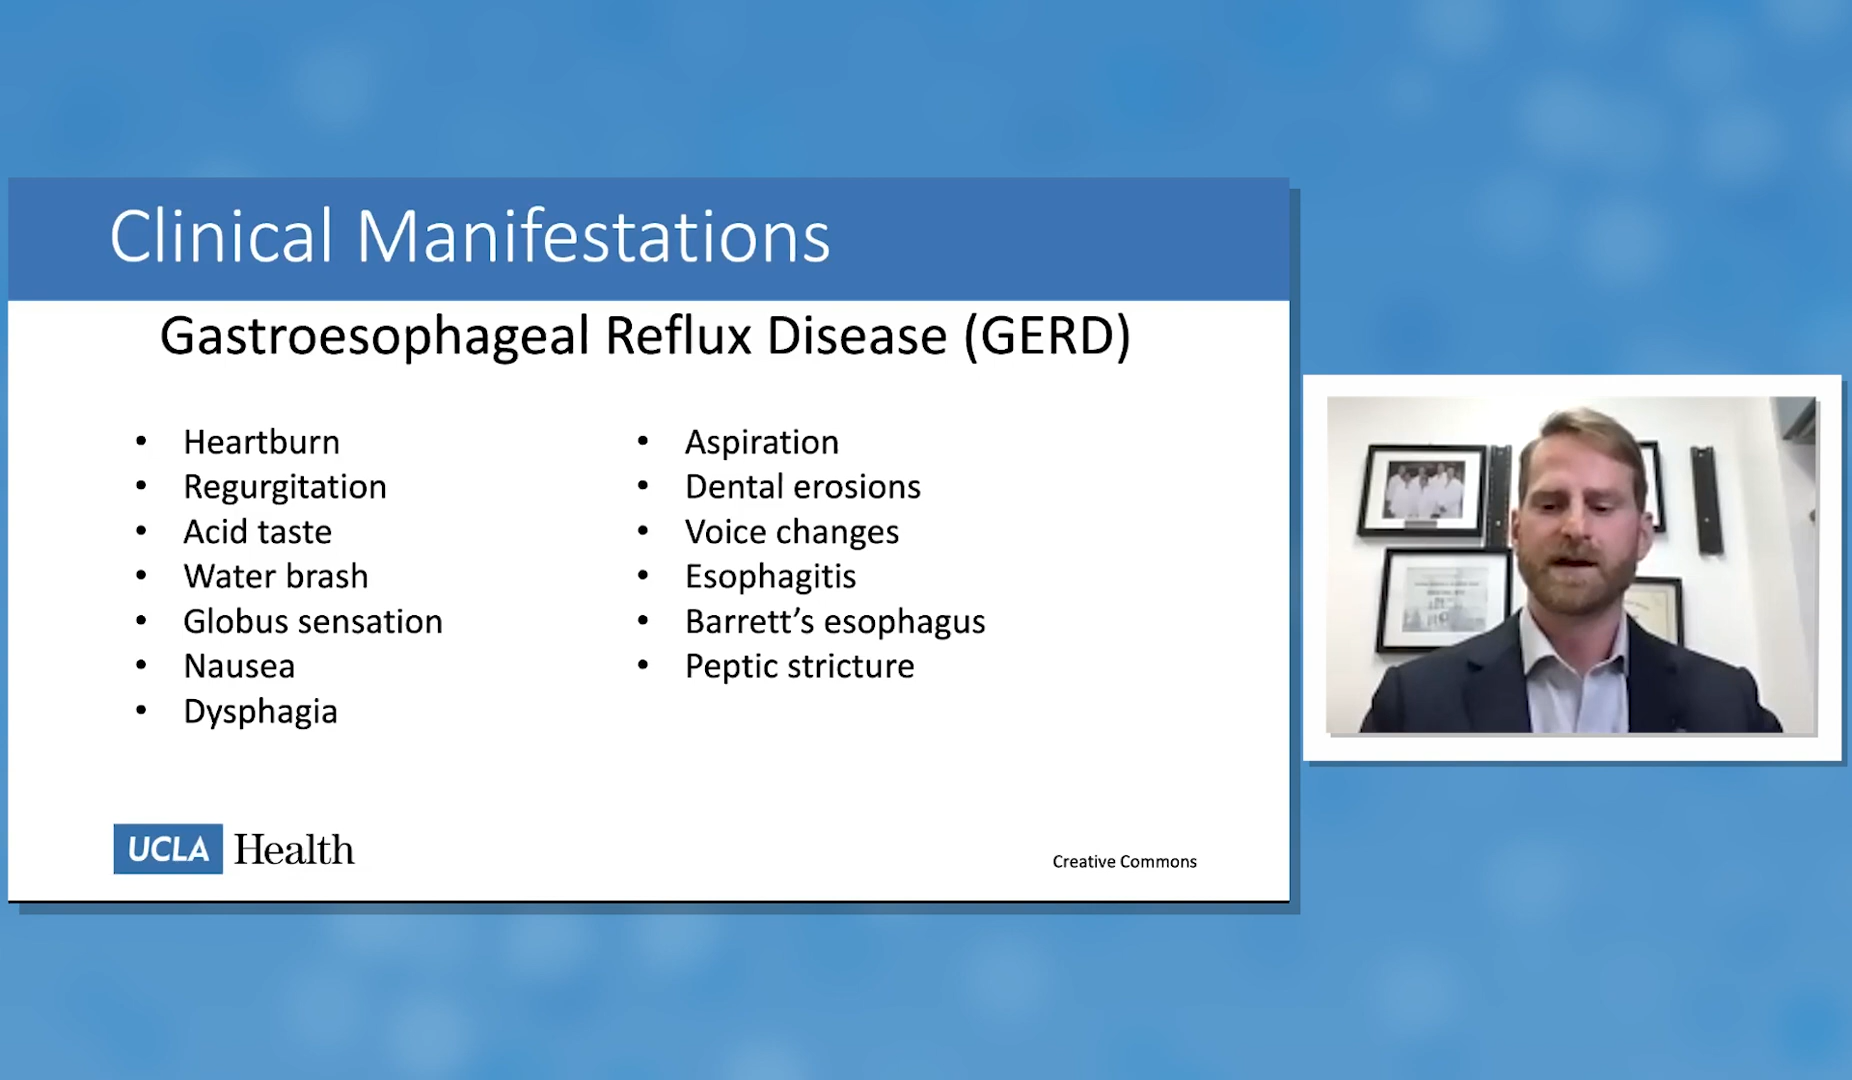 Clinical Manifestations
Gastroesophageal Reflux Disease (GERD)
• Heartburn
• Regurgitation
• Acid taste
• Water brash
• Globus sensation
• Nausea
• Dysphagia
• Aspiration
• Dental erosions
• Voice changes
• Esophagitis
• Barrett’s esophagus
• Peptic stricture
UCLA Health
Creative Commons